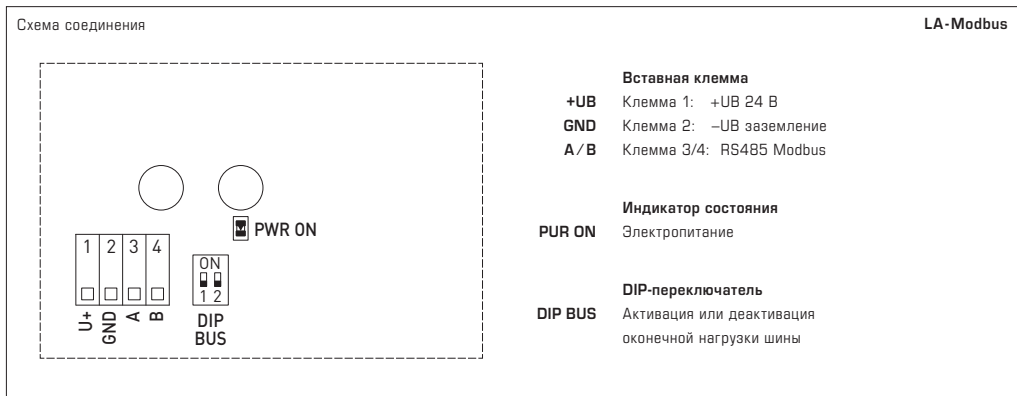 Схема соединения
LA-Modbus
PWR ON
1 2 3 4
U+
GND
A
B
ON
1 2
DIP
BUS
Вставная клемма
+UB Клемма 1: +UB 24 В
GND Клемма 2: –UB заземление
A / B Клемма 3/4: RS485 Modbus
Индикатор состояния
PUR ON Электропитание
DIP-переключатель
DIP BUS Активация или деактивация
оконечной нагрузки шины